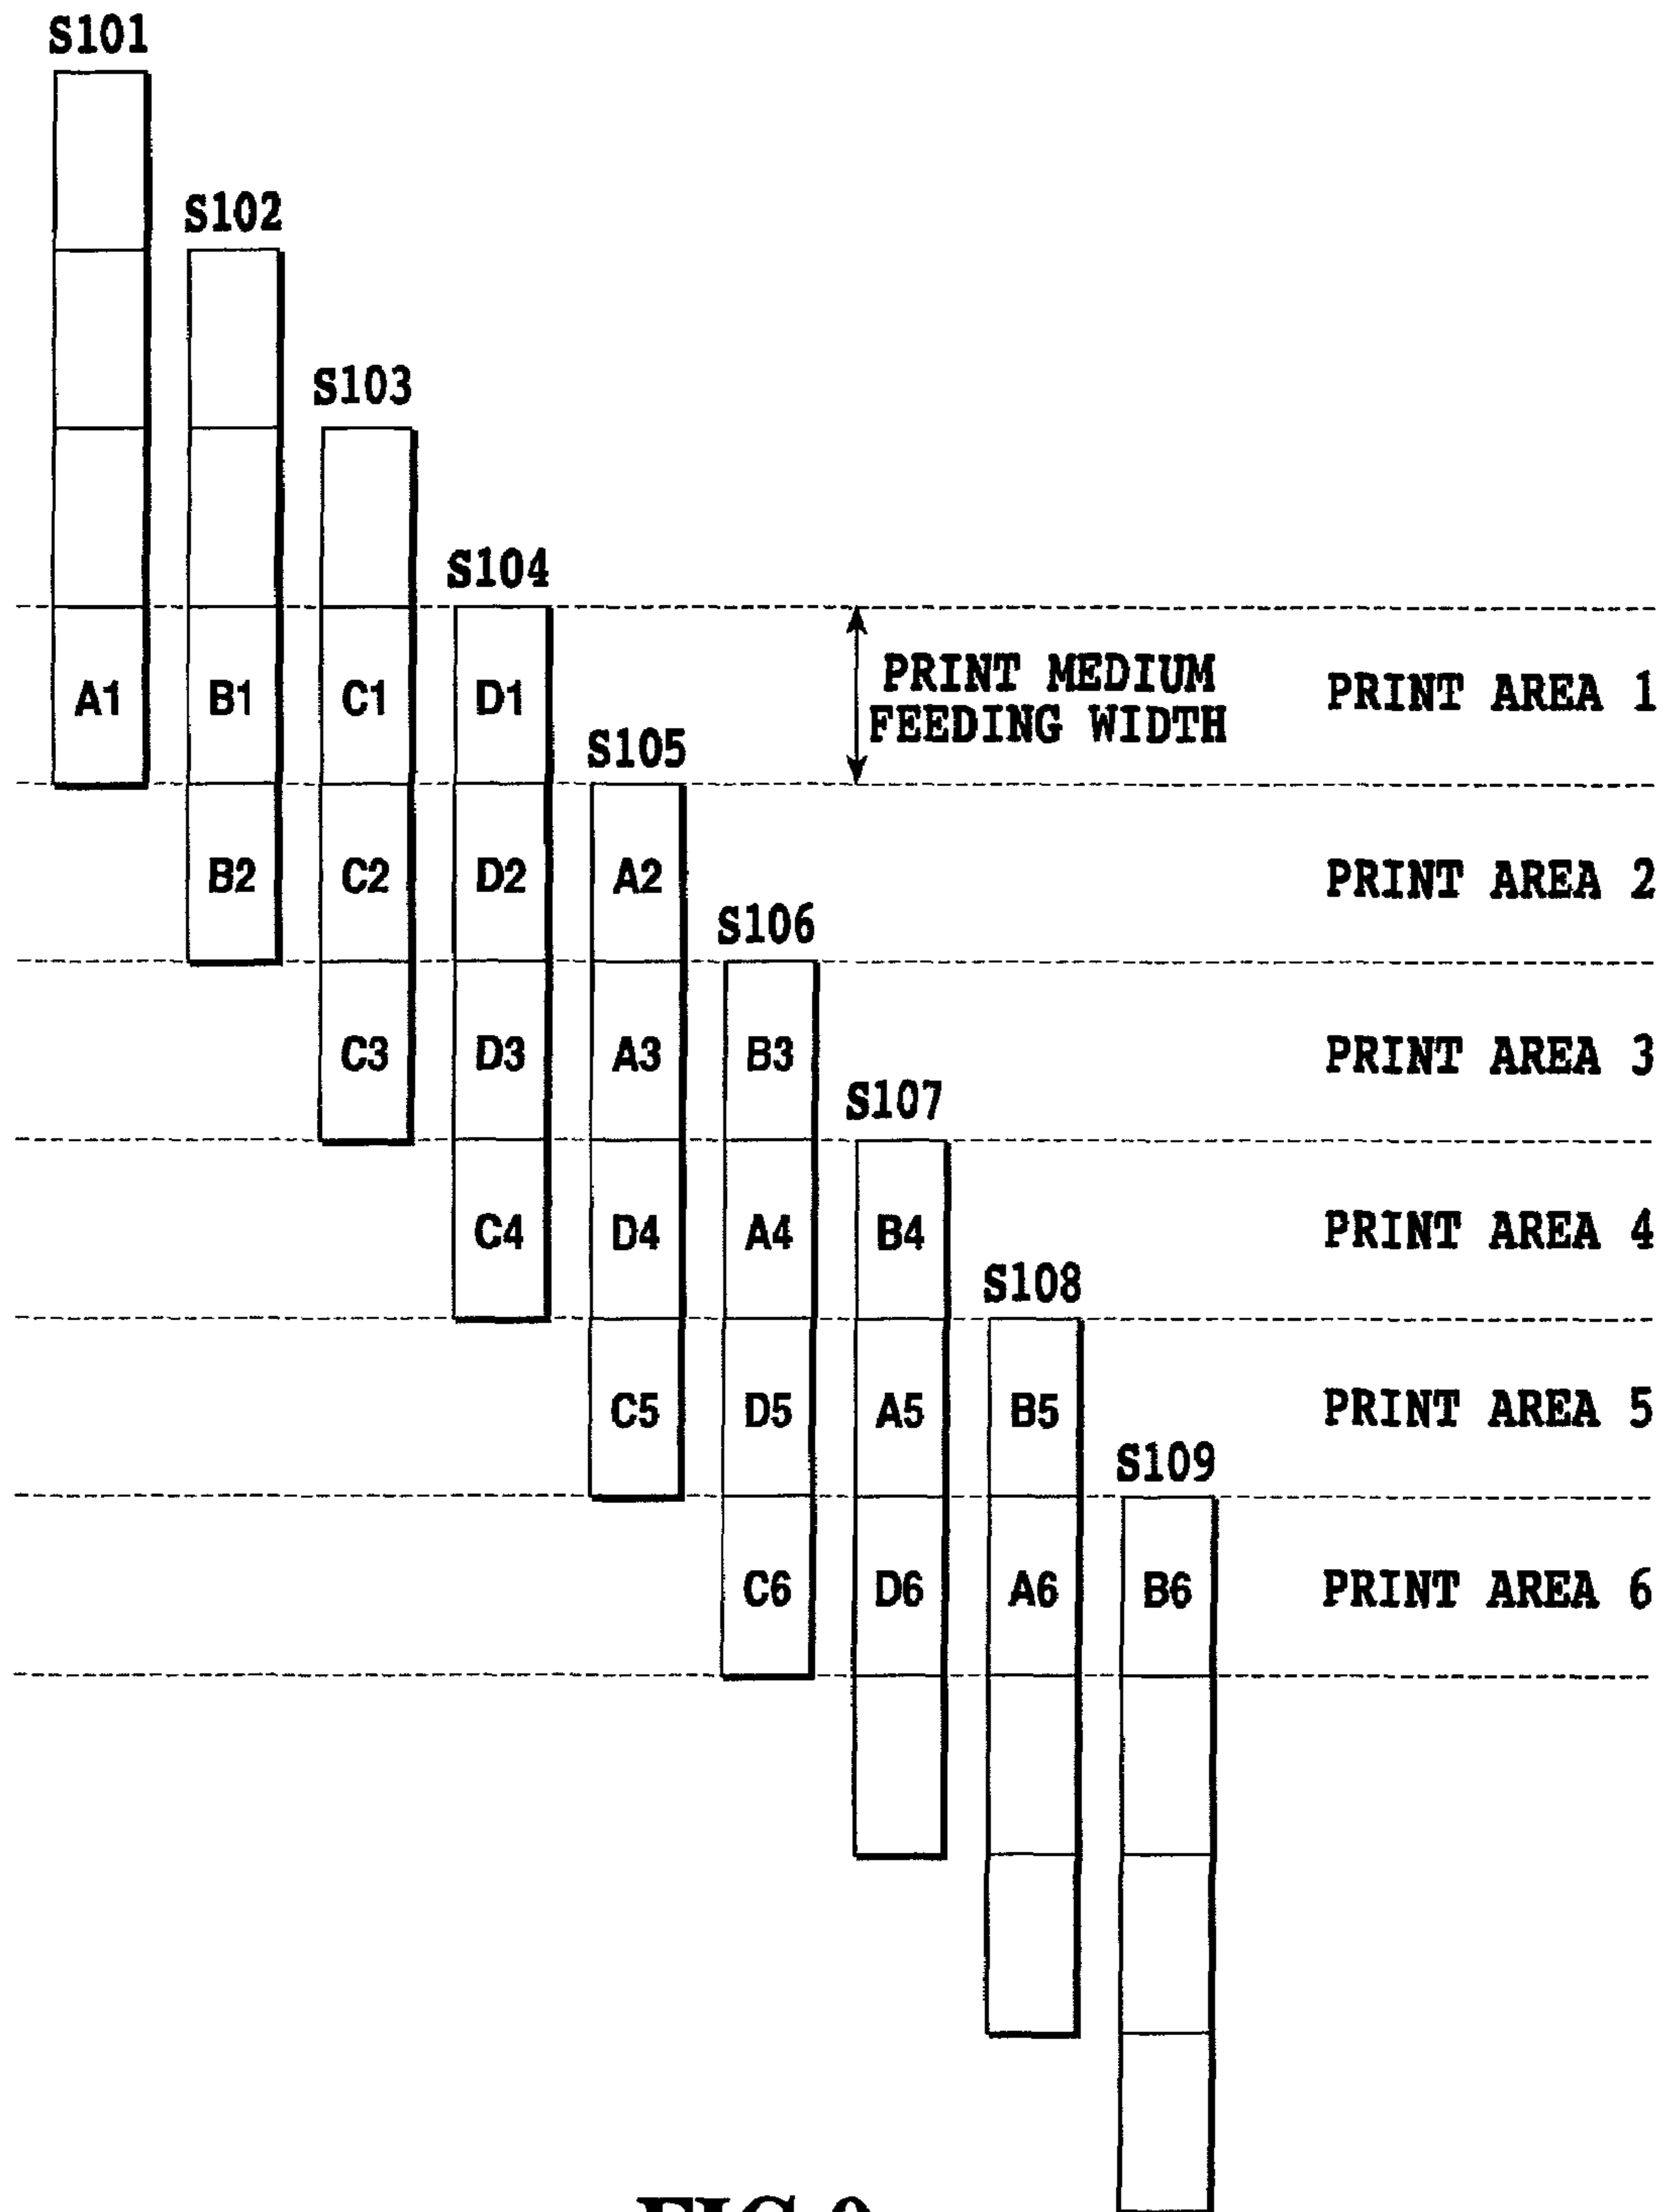 S101
S102
S103
S104
A1 B1 C1 D1 PRINT MEDIUM FEEDING WIDTH PRINT AREA 1
S105
B2 C2 D2 A2 PRINT AREA 2
S106
C3 D3 A3 B3 PRINT AREA 3
S107
C4 D4 A4 B4 PRINT AREA 4
S108
C5 D5 A5 B5 PRINT AREA 5
S109
C6 D6 A6 B6 PRINT AREA 6